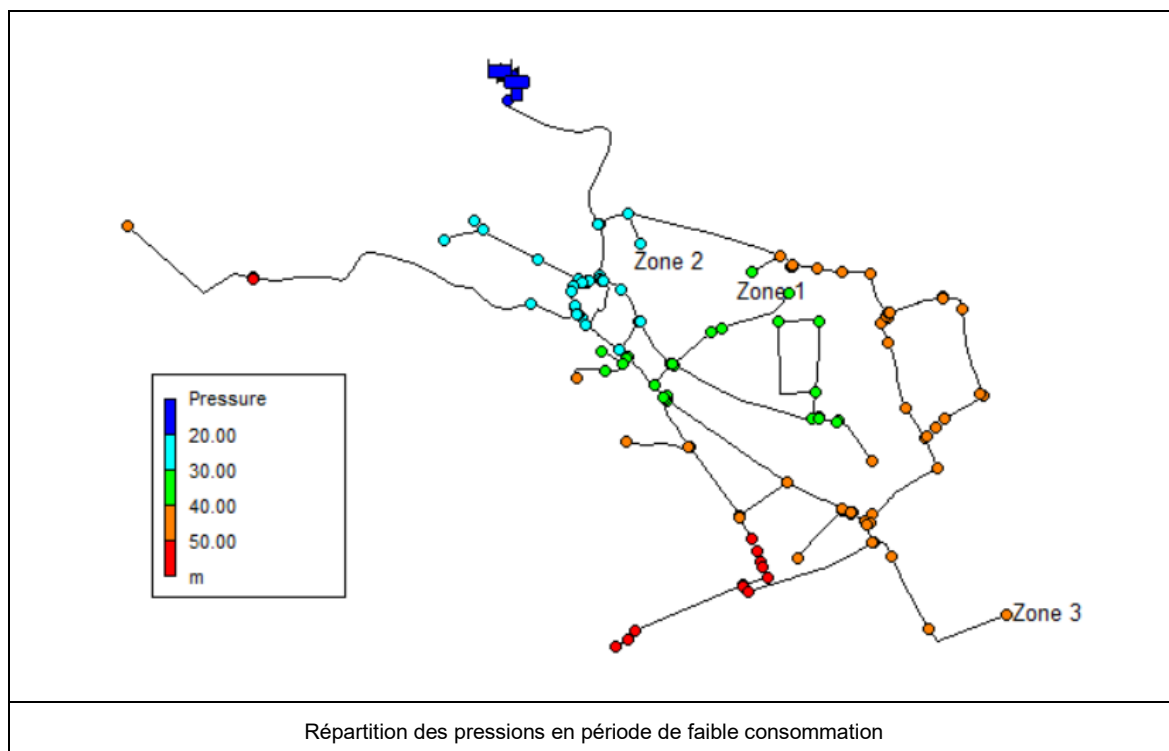 Zone 2
Zone 1
Pressure
20.00
30.00
40.00
50.00
m
Zone 3
Répartition des pressions en période de faible consommation